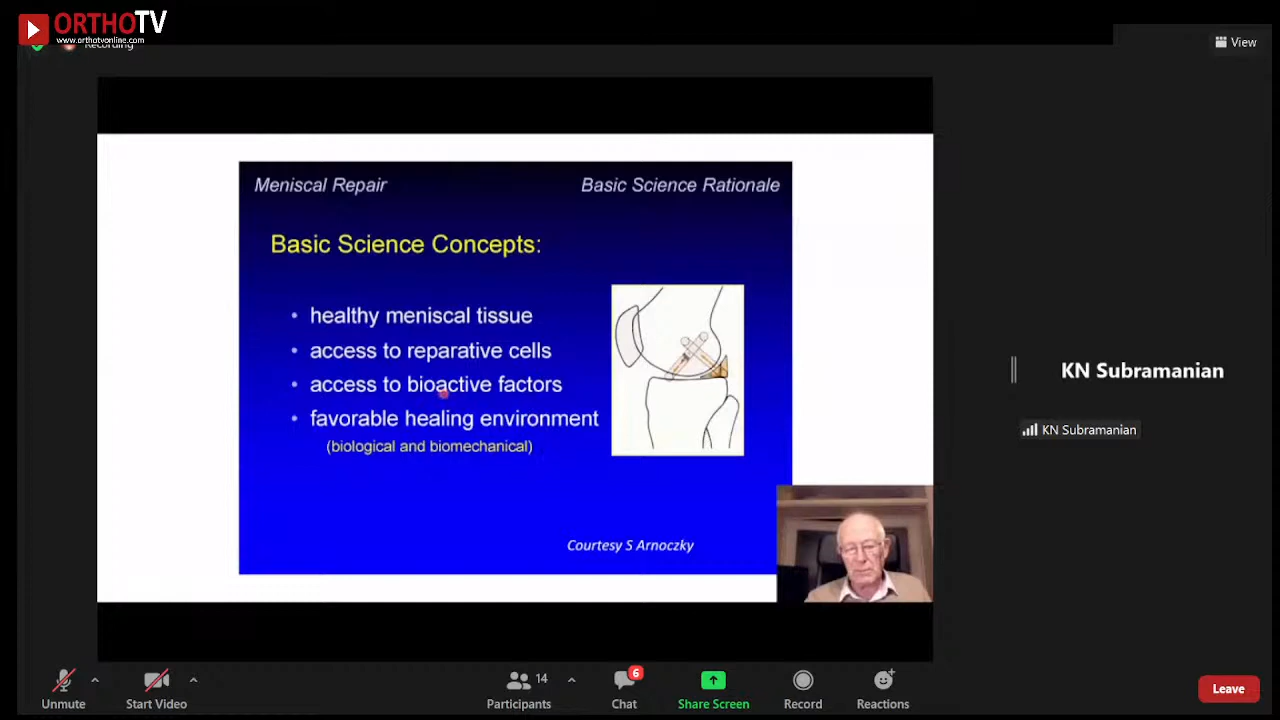 ORTHOTV
www.orthotvonline.com
Recording
View
Meniscal Repair
Basic Science Rationale
Basic Science Concepts:
• healthy meniscal tissue
• access to reparative cells
• access to bioactive factors
• favorable healing environment
(biological and biomechanical)
Courtesy S Arnoczky
KN Subramanian
KN Subramanian
Unmute
Start Video
14
Participants
6
Chat
Share Screen
Record
Reactions
Leave